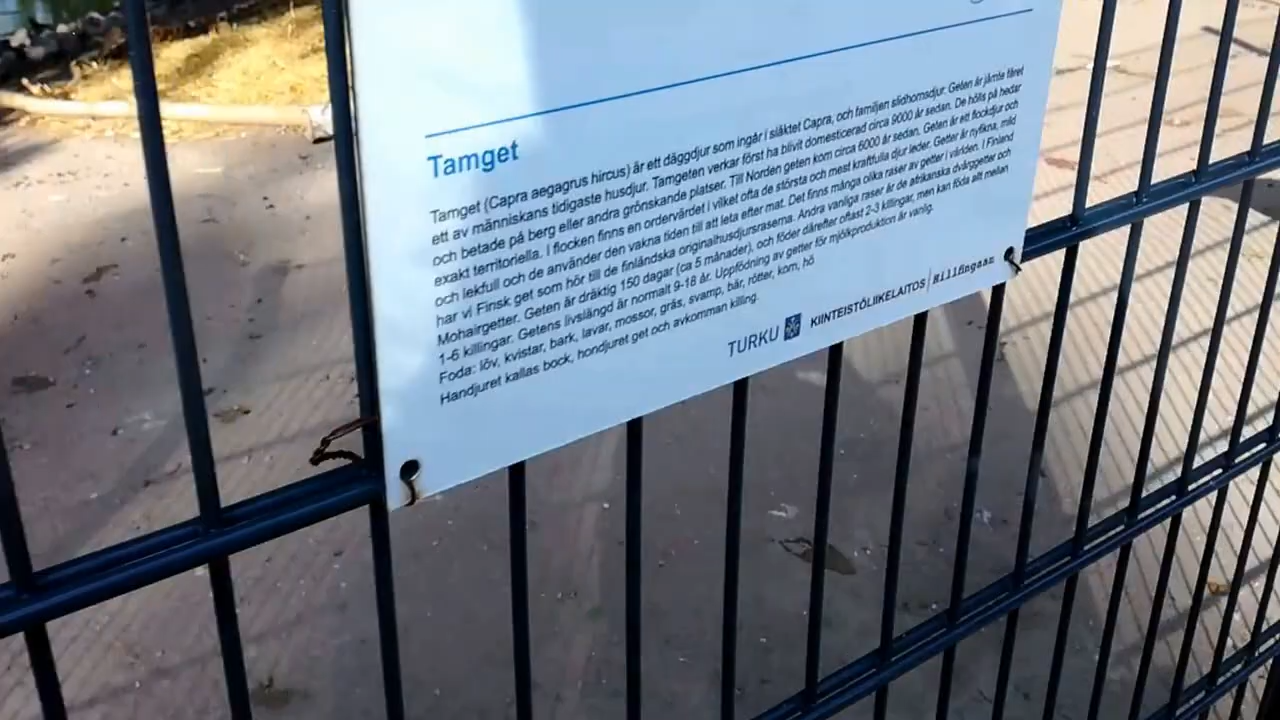 Tamget
Tamget (Capra aegagrus hircus) är ett däggdjur som ingår i släktet Capra, och familjen slidhornsdjur. Geten är jämte fåret
ett av människans tidigaste husdjur. Tamgeten verkar först ha blivit domesticerad circa 9000 år sedan. De hölls på hedar
och betade på berg eller andra grönskande platser. Till Norden geten kom circa 6000 år sedan. Geten är ett flockdjur och
exakt territoriella. I flocken finns en ordervärdet i vilket ofta de största och mest kraftfulla djur leder. Getter är nyfikna, mild
och lekfull och de använder den vakna tiden till att leta efter mat. Det finns många olika raser av getter i världen. I Finland
har vi Finsk get som hör till de finländska originalhusdjursraserna. Andra vanliga raser är de afrikanska dvärggetter och
Mohairgetter. Geten är dräktig 150 dagar (ca 5 månader), och föder därefter oftast 2-3 killingar, men kan föda allt mellan
1-6 killingar. Getens livslängd är normalt 9-18 år. Uppfödning av getter för mjölkproduktion är vanlig.
Foda: löv, kvistar, bark, lavar, mossor, gräs, svamp, bär, rötter, korn, hö
Handjuret kallas bock, hondjuret get och avkomman killing.
TURKU KIINTEISTÖLIIKELAITOS